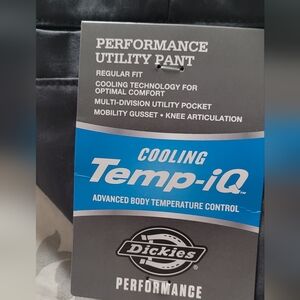 PERFORMANCE
UTILITY PANT
REGULAR FIT
COOLING TECHNOLOGY FOR
OPTIMAL COMFORT
MULTI-DIVISION UTILITY POCKET
MOBILITY GUSSET • KNEE ARTICULATION
COOLING
Temp-iQ™
ADVANCED BODY TEMPERATURE CONTROL
Dickies
PERFORMANCE